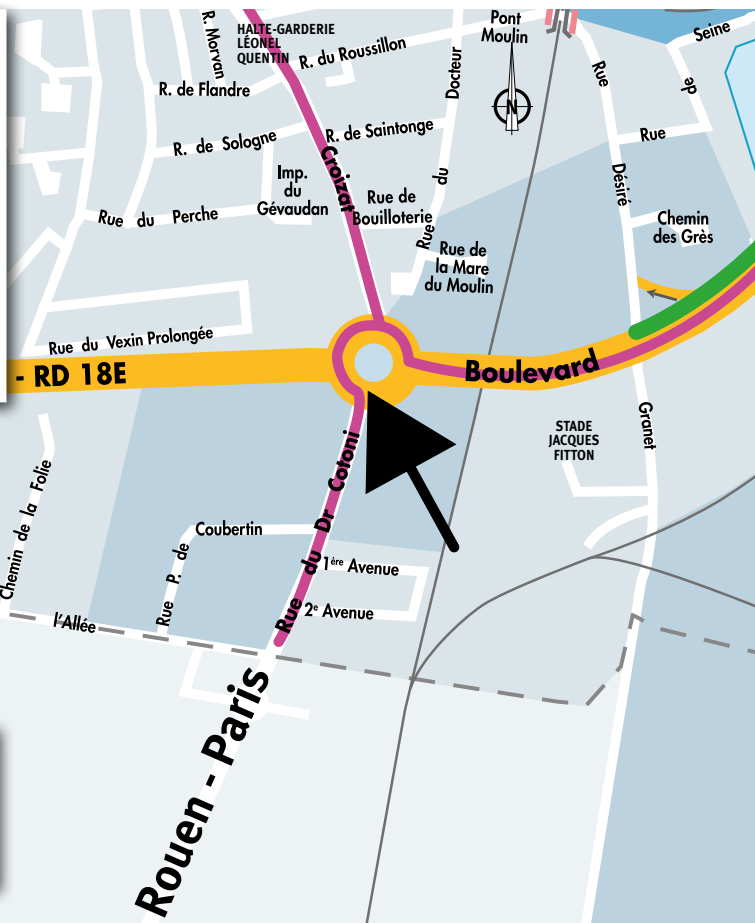 HALTE-GARDERIE
LÉONEL
QUENTIN
Pont
Moulin
Seine
de
Rue
R. Morvan
R. du Roussillon
Docteur
du
Rue
Rue
Désiré
Granet
R. de Flandre
N
R. de Sologne
R. de Saintonge
Croizat
Imp.
du
Gévaudan
Rue de
Bouilloterie
Rue du Perche
Chemin
des Grès
Rue de
la Mare
du Moulin
Rue du Vexin Prolongée
- RD 18E
Boulevard
STADE
JACQUES
FITTON
Chemin de la Folie
Rue du Dr Cotoni
Coubertin
Rue P. de
1ère Avenue
2e Avenue
l'Allée
Rouen - Paris